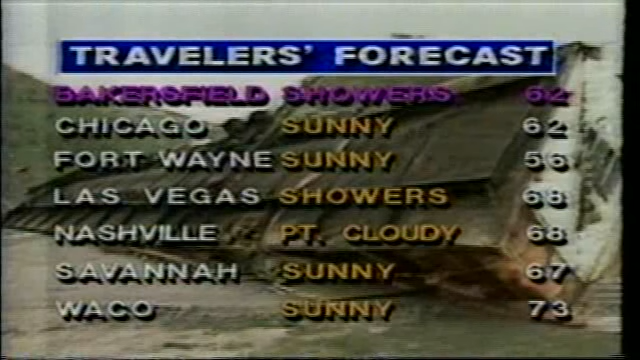 TRAVELERS' FORECAST
BAKERSFIELD SHOWERS 62
CHICAGO SUNNY 62
FORT WAYNE SUNNY 56
LAS VEGAS SHOWERS 68
NASHVILLE PT. CLOUDY 68
SAVANNAH SUNNY 67
WACO SUNNY 73